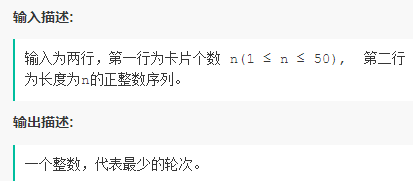 输入描述:
输入为两行，第一行为卡片个数 n(1 ≤ n ≤ 50)， 第二行
为长度为n的正整数序列。
输出描述:
一个整数，代表最少的轮次。